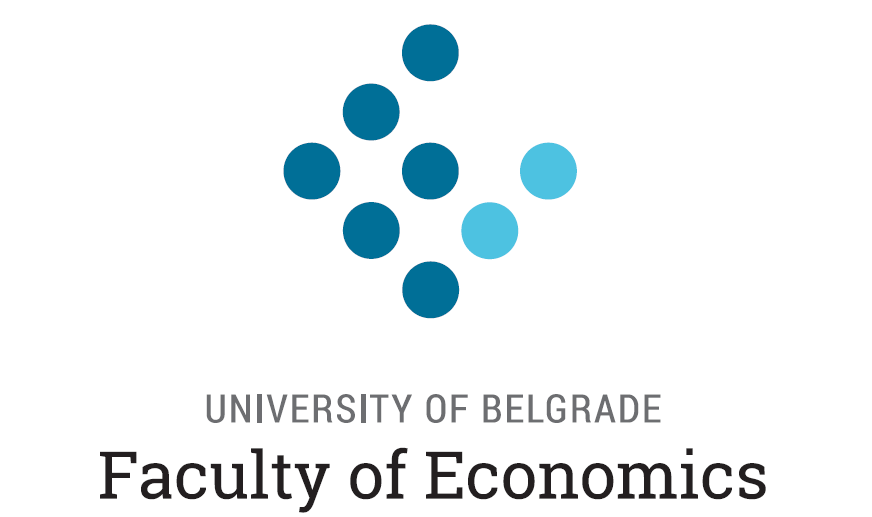 UNIVERSITY OF BELGRADE
Faculty of Economics